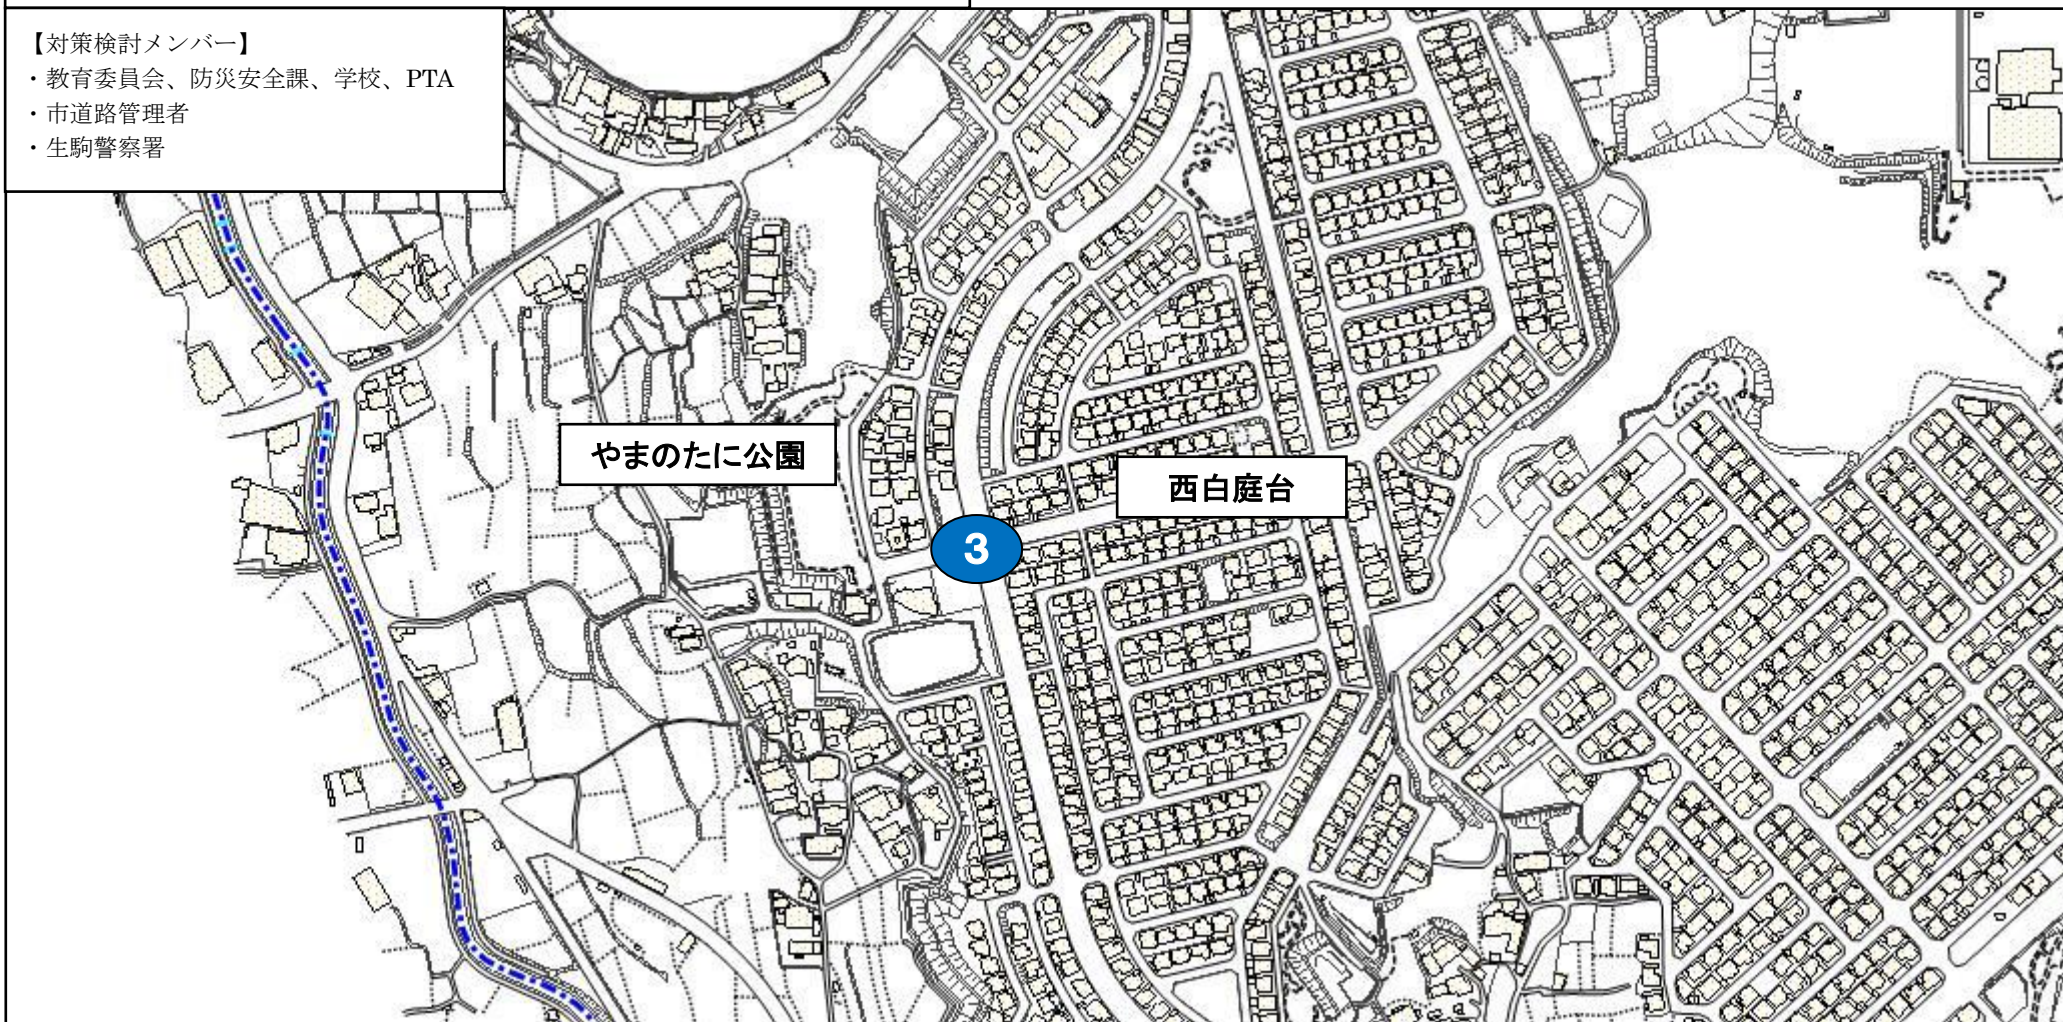 【対策検討メンバー】
・教育委員会、防災安全課、学校、PTA
・市道路管理者
・生駒警察署
やまのたに公園
西白庭台
3